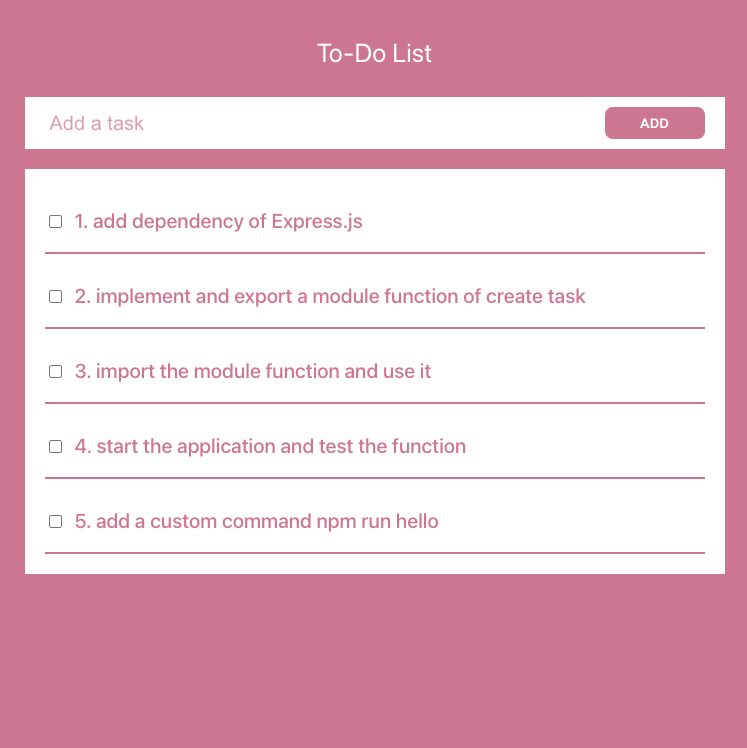 To-Do List
Add a task
ADD
1. add dependency of Express.js
2. implement and export a module function of create task
3. import the module function and use it
4. start the application and test the function
5. add a custom command npm run hello